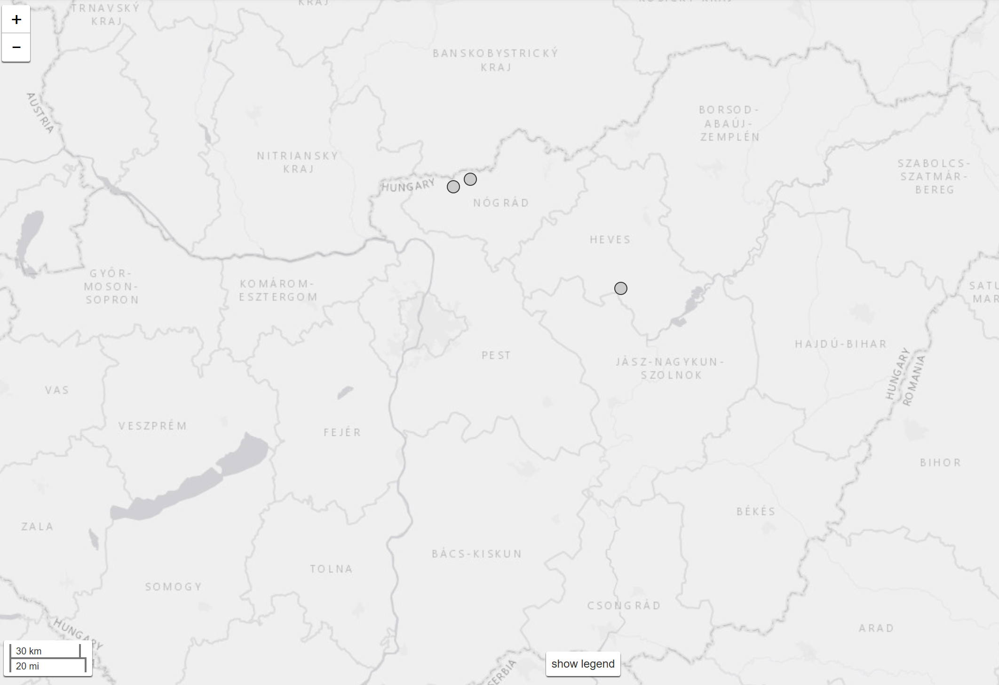 TRNAVSKÝ
KRAJ
KRAJ
+
−
BANSKOBYSTRICKÝ
KRAJ
AUSTRIA
BORSOD-
ABAÚJ-
ZEMPLÉN
NITRIANSKY
KRAJ
SZABOLCS-
SZATMÁR-
BEREG
HUNGARY
NÓGRÁD
HEVES
GYŐR-
MOSON-
SOPRON
KOMÁROM-
ESZTERGOM
SATU
MAR
PEST
JÁSZ-NAGYKUN-
SZOLNOK
HAJDÚ-BIHAR
HUNGARY
ROMANIA
VAS
VESZPRÉM
FEJÉR
BIHOR
ZALA
BÉKÉS
BÁCS-KISKUN
TOLNA
SOMOGY
CSONGRÁD
ARAD
HUNGARY
30 km
20 mi
show legend
SERBIA